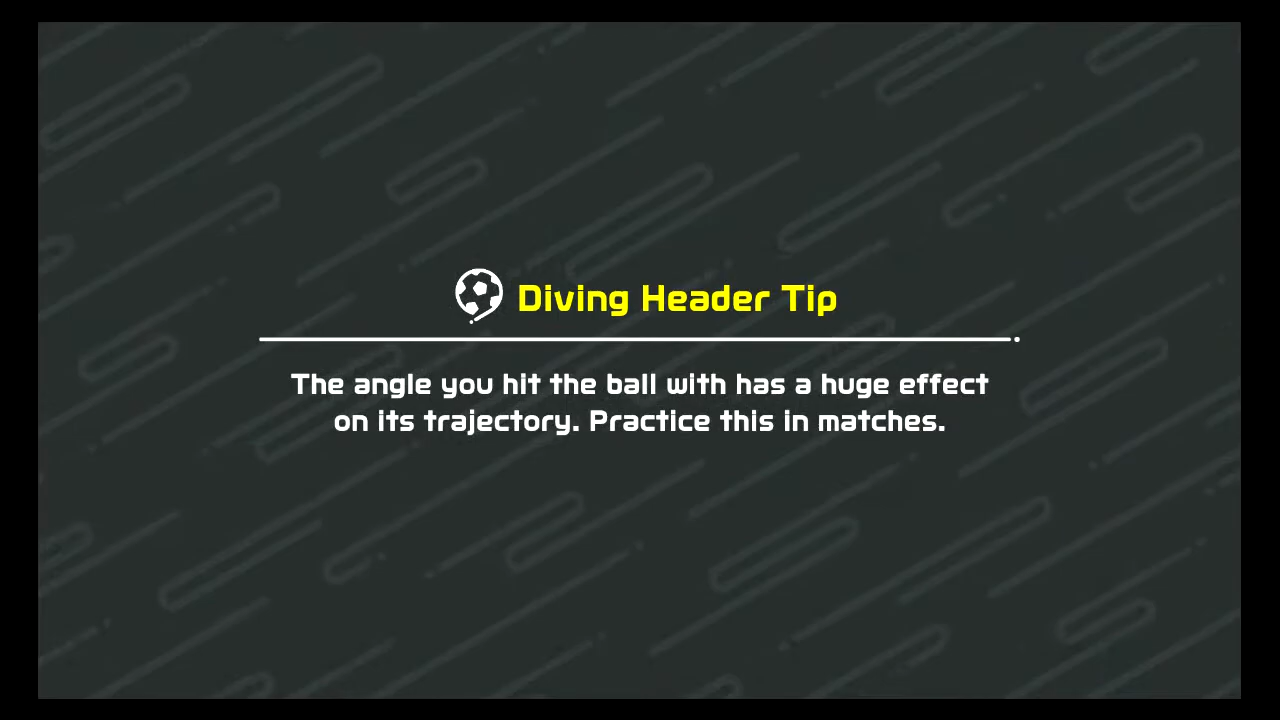 Diving Header Tip
The angle you hit the ball with has a huge effect
on its trajectory. Practice this in matches.